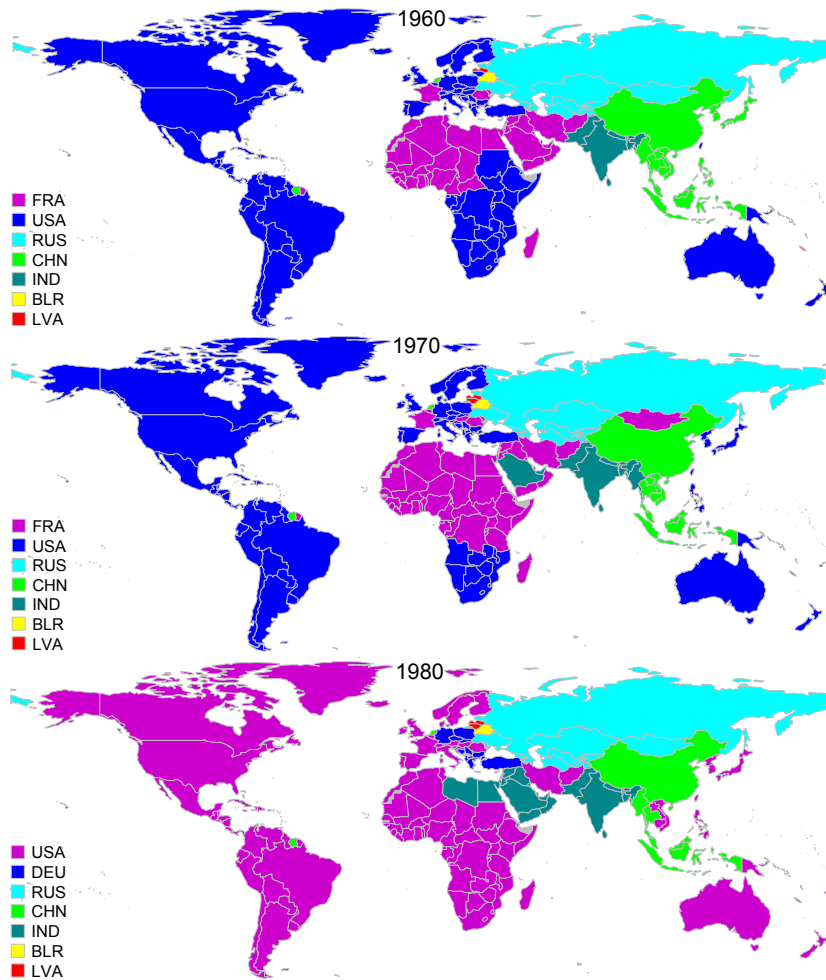 1960
FRA
USA
RUS
CHN
IND
BLR
LVA
1970
FRA
USA
RUS
CHN
IND
BLR
LVA
1980
USA
DEU
RUS
CHN
IND
BLR
LVA